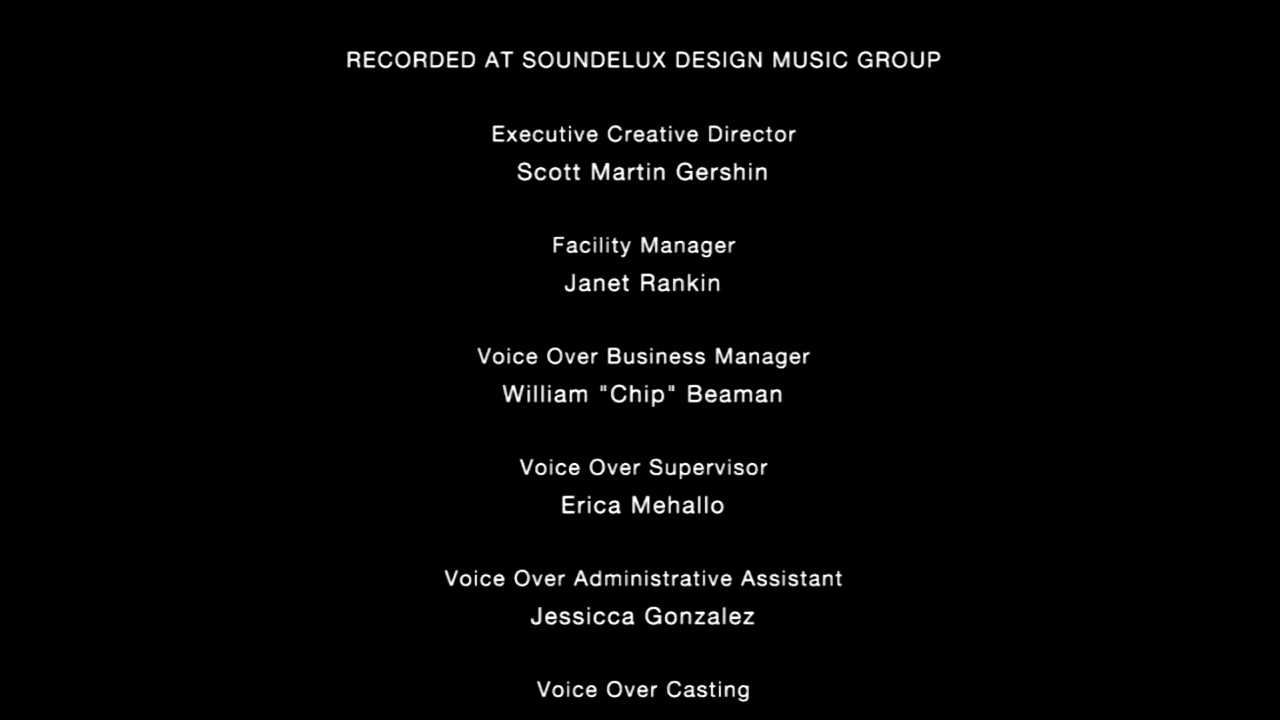 RECORDED AT SOUNDELUX DESIGN MUSIC GROUP
Executive Creative Director
Scott Martin Gershin
Facility Manager
Janet Rankin
Voice Over Business Manager
William "Chip" Beaman
Voice Over Supervisor
Erica Mehallo
Voice Over Administrative Assistant
Jessicca Gonzalez
Voice Over Casting